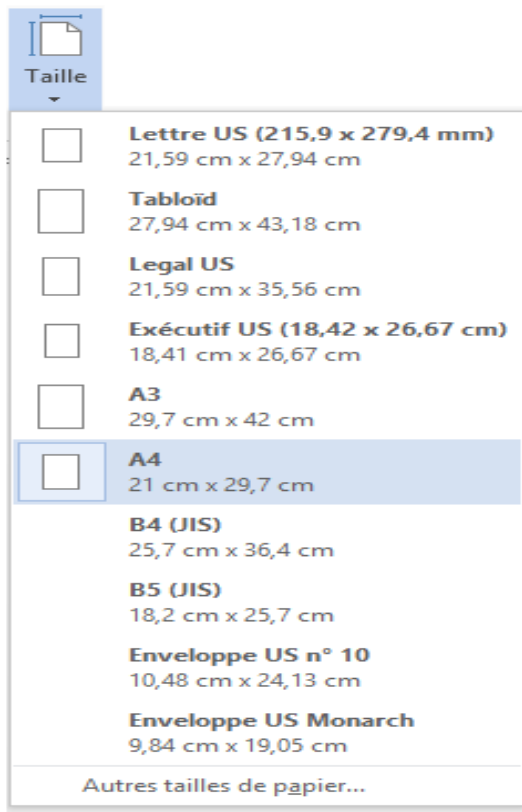 Taille
Lettre US (215,9 x 279,4 mm)
21,59 cm x 27,94 cm
Tabloïd
27,94 cm x 43,18 cm
Legal US
21,59 cm x 35,56 cm
Exécutif US (18,42 x 26,67 cm)
18,41 cm x 26,67 cm
A3
29,7 cm x 42 cm
A4
21 cm x 29,7 cm
B4 (JIS)
25,7 cm x 36,4 cm
B5 (JIS)
18,2 cm x 25,7 cm
Enveloppe US n° 10
10,48 cm x 24,13 cm
Enveloppe US Monarch
9,84 cm x 19,05 cm
Autres tailles de papier...